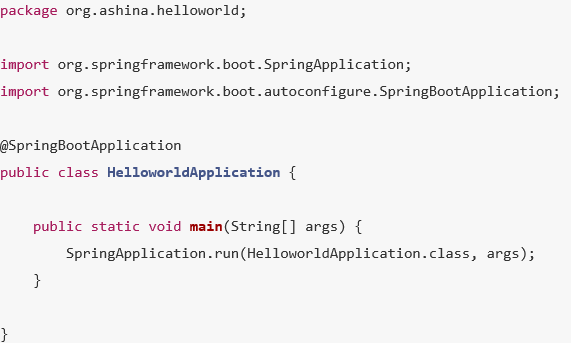 package org.ashina.helloworld;
import org.springframework.boot.SpringApplication;
import org.springframework.boot.autoconfigure.SpringBootApplication;
@SpringBootApplication
public class HelloworldApplication {
public static void main(String[] args) {
SpringApplication.run(HelloworldApplication.class, args);
}
}